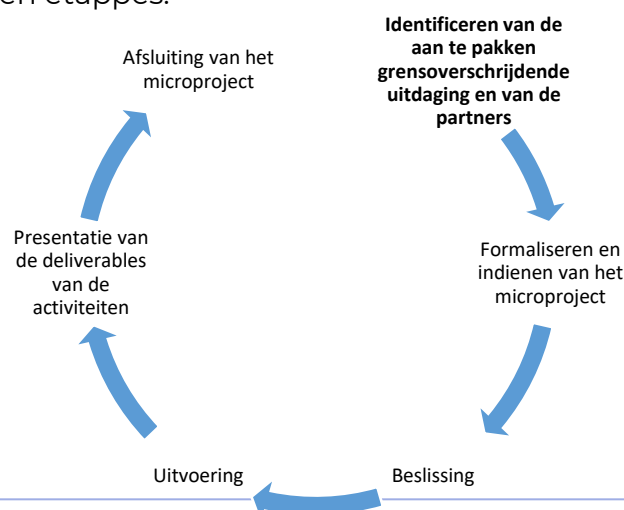 en etappes.
Identificeren van de
aan te pakken
grensoverschrijdende
uitdaging en van de
partners
Formaliseren en
indienen van het
microproject
Beslissing
Uitvoering
Presentatie van
de deliverables
van de
activiteiten
Afsluiting van het
microproject